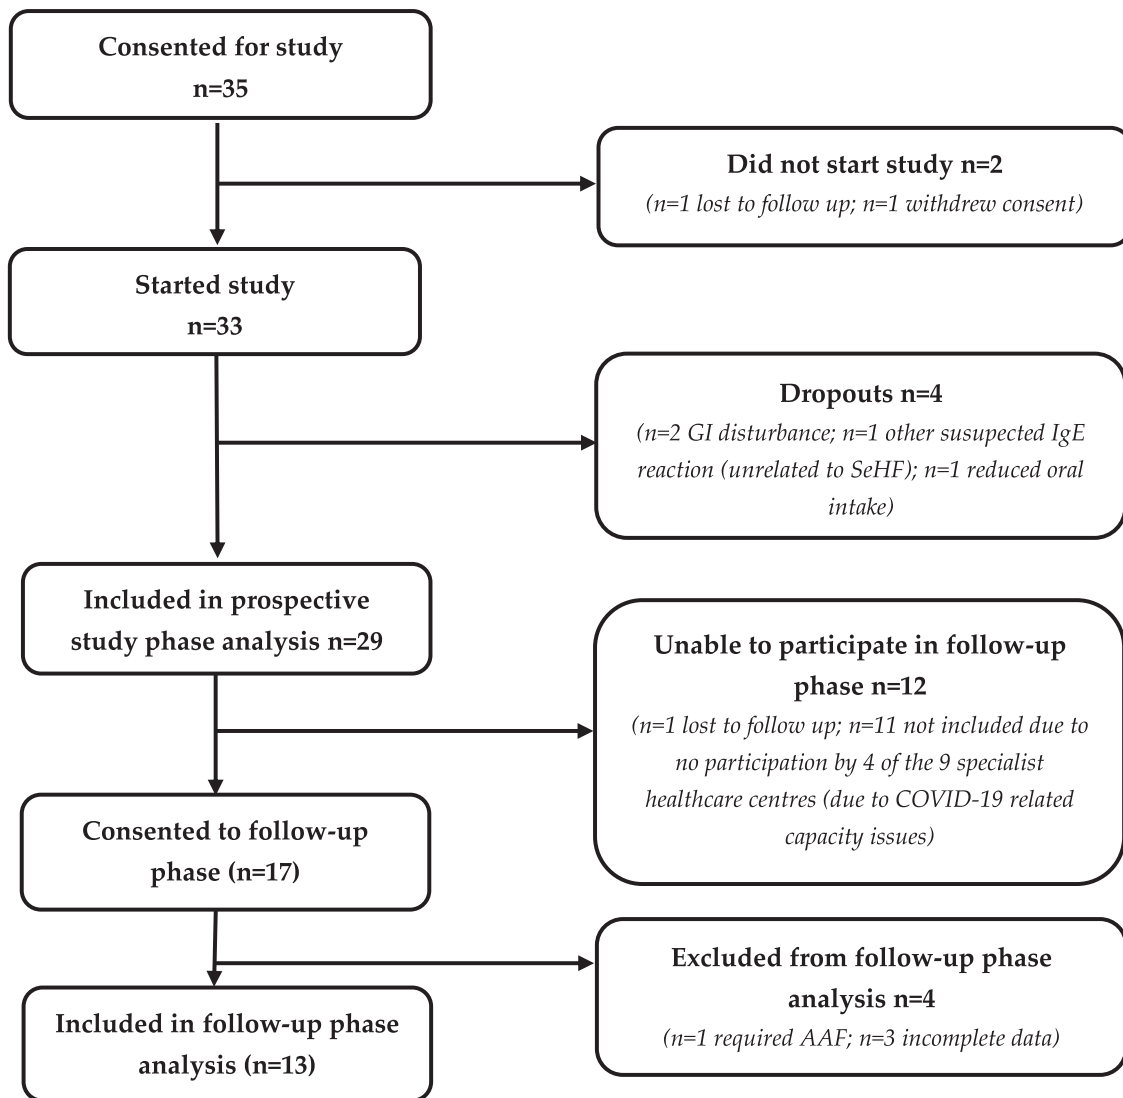 Consented for study
n=35
Did not start study n=2
(n=1 lost to follow up; n=1 withdrew consent)
Started study
n=33
Dropouts n=4
(n=2 GI disturbance; n=1 other susupected IgE
reaction (unrelated to SeHF); n=1 reduced oral
intake)
Included in prospective
study phase analysis n=29
Unable to participate in follow-up
phase n=12
(n=1 lost to follow up; n=11 not included due to
no participation by 4 of the 9 specialist
healthcare centres (due to COVID-19 related
capacity issues)
Consented to follow-up
phase (n=17)
Excluded from follow-up phase
analysis n=4
(n=1 required AAF; n=3 incomplete data)
Included in follow-up phase
analysis (n=13)